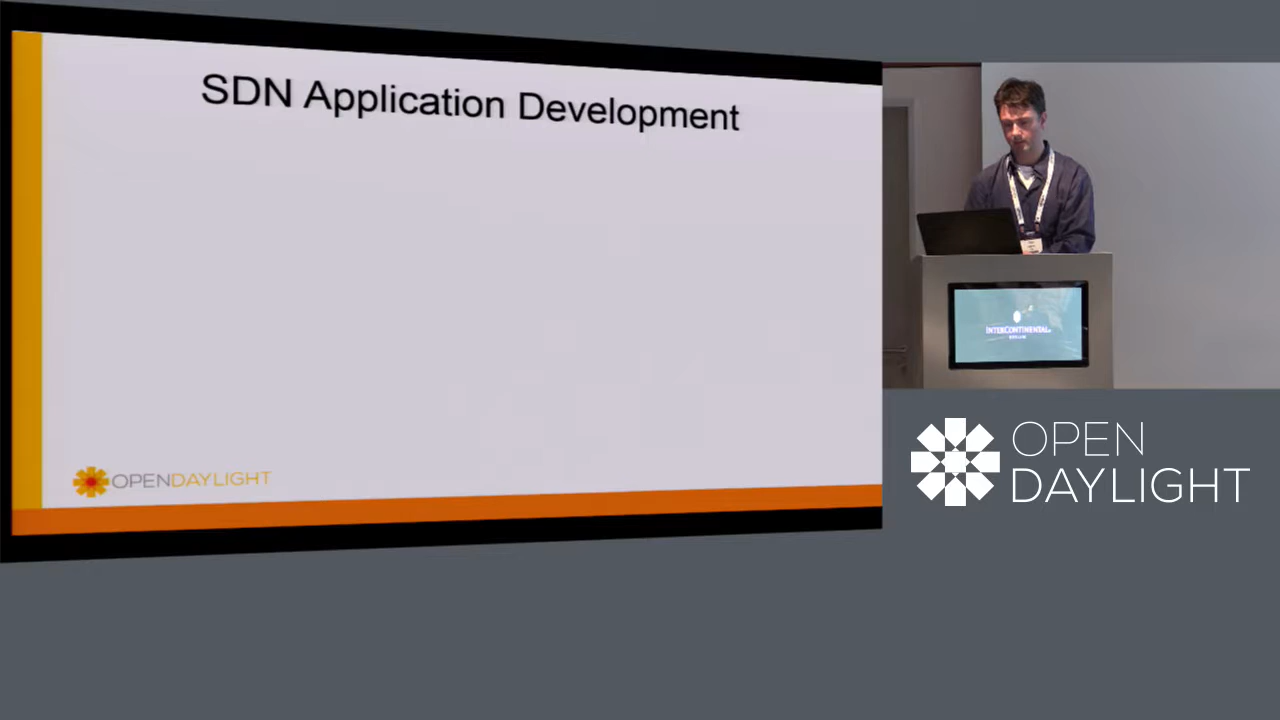 SDN Application Development
OPENDAYLIGHT
INTERCONTINENTAL
OPEN
DAYLIGHT